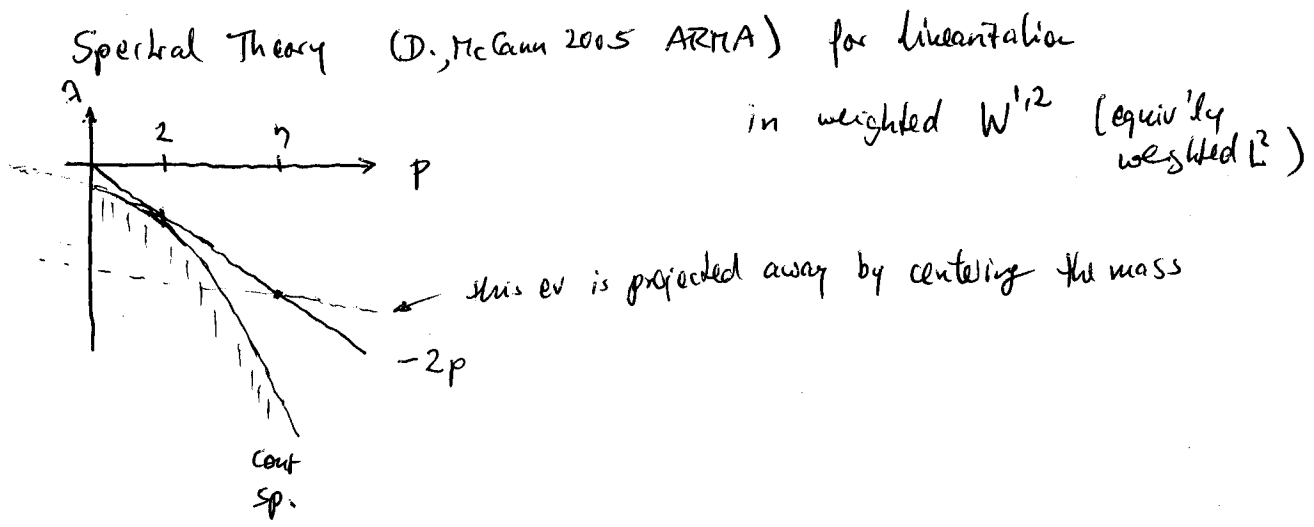 Spectral Theory (D., McCann 2005 ARMA) for linearization
in weighted W^{1,2} (equiv'ly
weighted L^2)
λ
2
η
p
this ev is projected away by centering the mass
-2p
cont
sp.